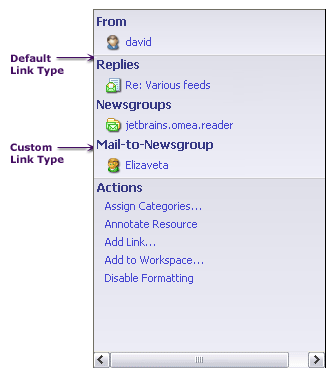 From
david
Default
Link Type
Replies
Re: Various feeds
Newsgroups
jetbrains.omea.reader
Custom
Link Type
Mail-to-Newsgroup
Elizaveta
Actions
Assign Categories...
Annotate Resource
Add Link...
Add to Workspace...
Disable Formatting